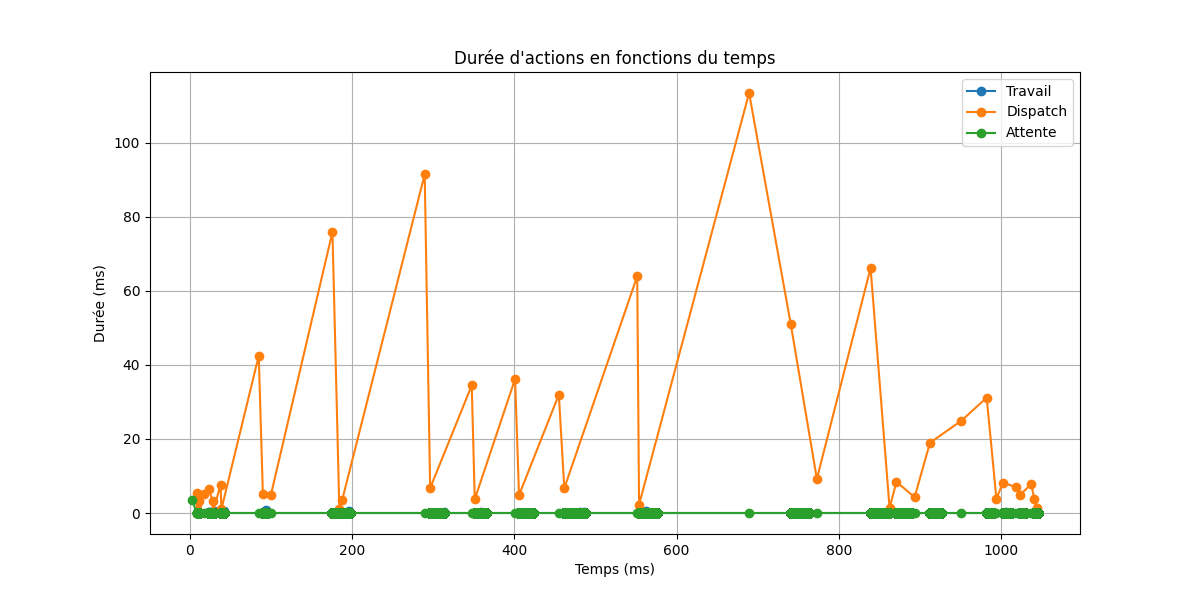 Durée d'actions en fonctions du temps
Travail
Dispatch
Attente
Durée (ms)
100
80
60
40
20
0
0 200 400 600 800 1000
Temps (ms)